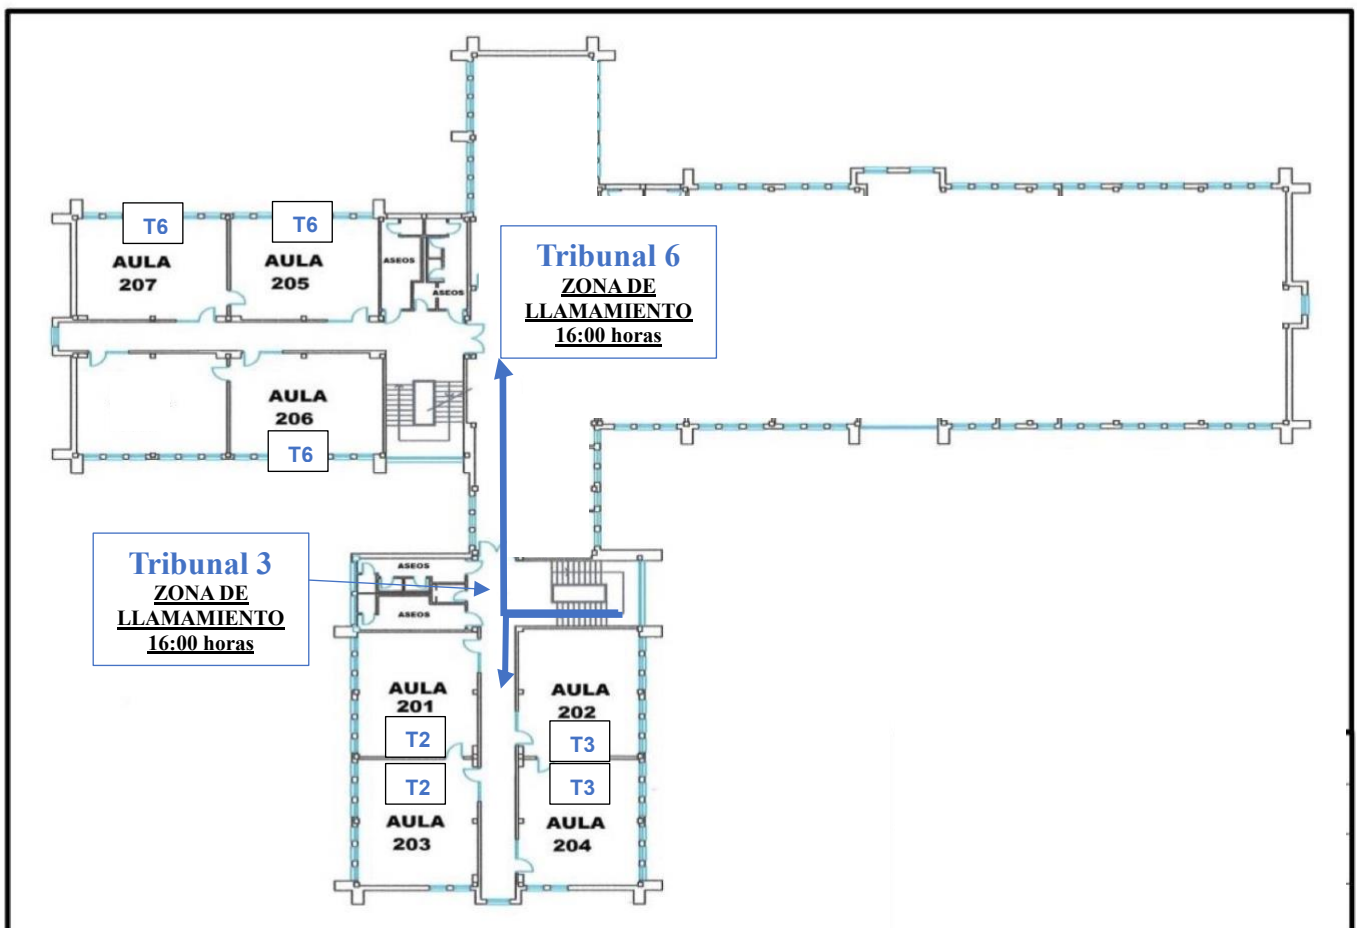 T6
T6
AULA
207
AULA
205
ASEOS
ASEOS
Tribunal 6
ZONA DE
LLAMAMIENTO
16:00 horas
AULA
206
T6
Tribunal 3
ZONA DE
LLAMAMIENTO
16:00 horas
ASEOS
ASEOS
AULA
201
T2
AULA
202
T3
T2
AULA
203
T3
AULA
204